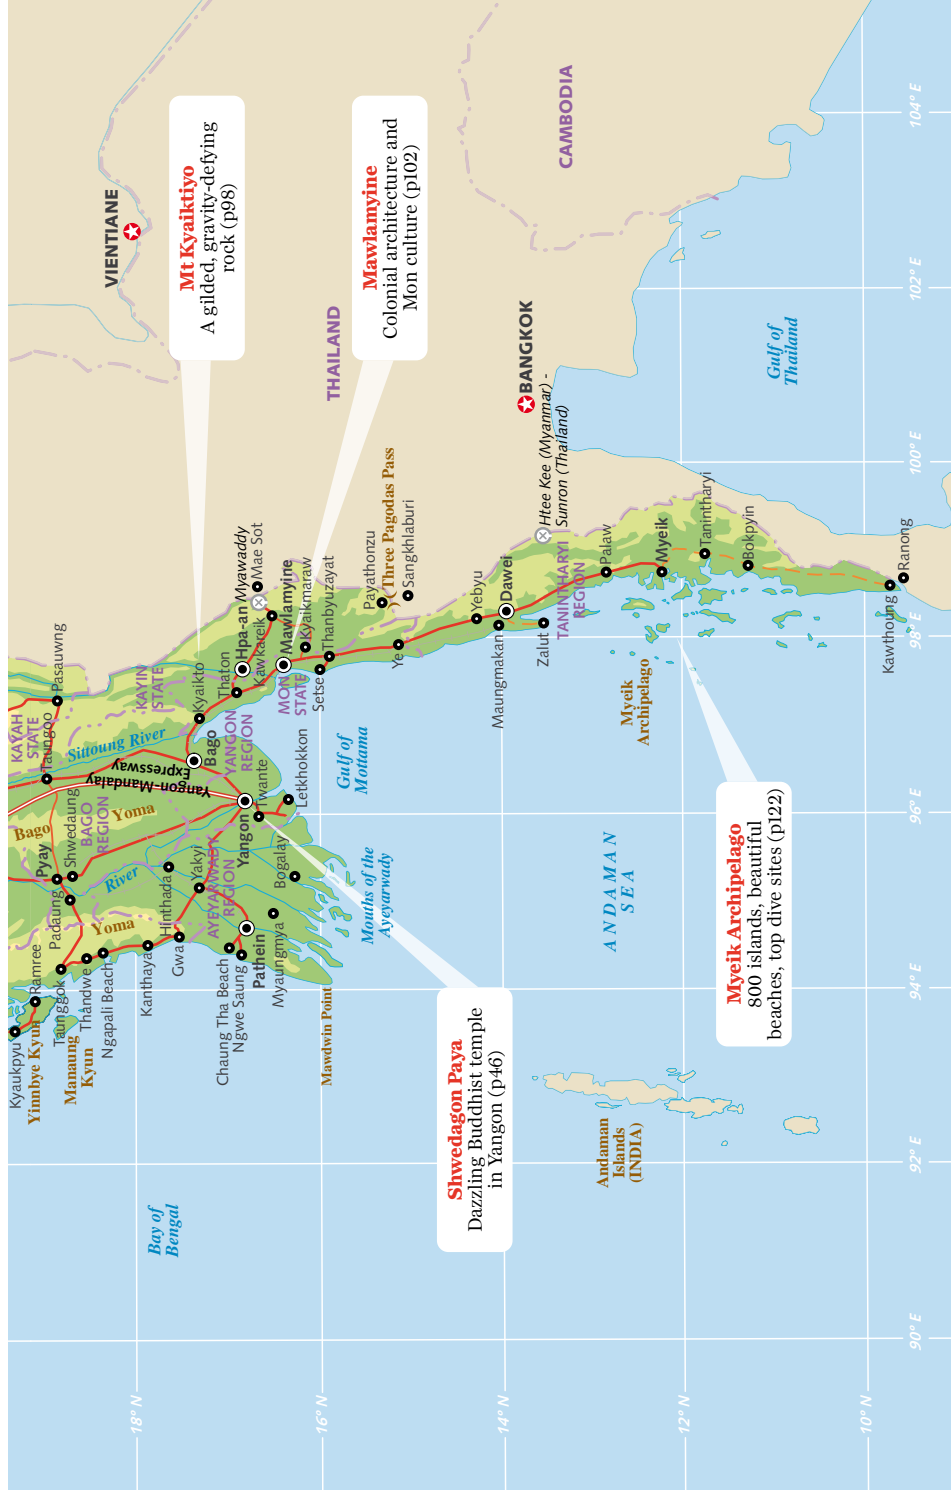 VIENTIANE
Mt Kyaiktiyo
A gilded, gravity-defying
rock (p98)
Mawlamyine
Colonial architecture and
Mon culture (p102)
CAMBODIA
104° E
102° E
100° E
98° E
96° E
94° E
92° E
90° E
THAILAND
BANGKOK
Gulf of
Thailand
Htee Kee (Myanmar) -
Sunron (Thailand)
Three Pagodas Pass
Payathonzu
Sangkhlaburi
Myawaddy
Mae Sot
Hpa-an
Kawkareik
Mawlamyine
Kyaikmaraw
Thanbyuzayat
Setse
Ye
Yebyu
Dawei
Maungmakan
Zalut
TANINTHARYI
REGION
Palaw
Myeik
Tanintharyi
Bokpyin
Ranong
Kawthoung
Myeik
Archipelago
KAYAH
STATE
Pasauwng
Taungoo
KAYIN
STATE
Sittoung River
Kyaikto
Thaton
MON
STATE
Yangon-Mandalay
Expressway
Bago
YANGON
REGION
Yangon
Twante
Letkhokon
Gulf of
Mottama
Bago
Yoma
BAGO
REGION
Pyay
Shwedaung
Padaung
River
Yoma
Hinthada
Yakyi
AYEYARWADY
REGION
Bogalay
Mouths of the
Ayeyarwady
Kyaukpyu
Ramree
Yinnbye Kyun
Manaung
Kyun
Taunggok
Thandwe
Ngapali Beach
Kanthaya
Gwa
Chaung Tha Beach
Ngwe Saung
Pathein
Myaungmya
Mawdwin Point
ANDAMAN
SEA
Shwedagon Paya
Dazzling Buddhist temple
in Yangon (p46)
Myeik Archipelago
800 islands, beautiful
beaches, top dive sites (p122)
Andaman
Islands
(INDIA)
Bay of
Bengal
18° N
16° N
14° N
12° N
10° N